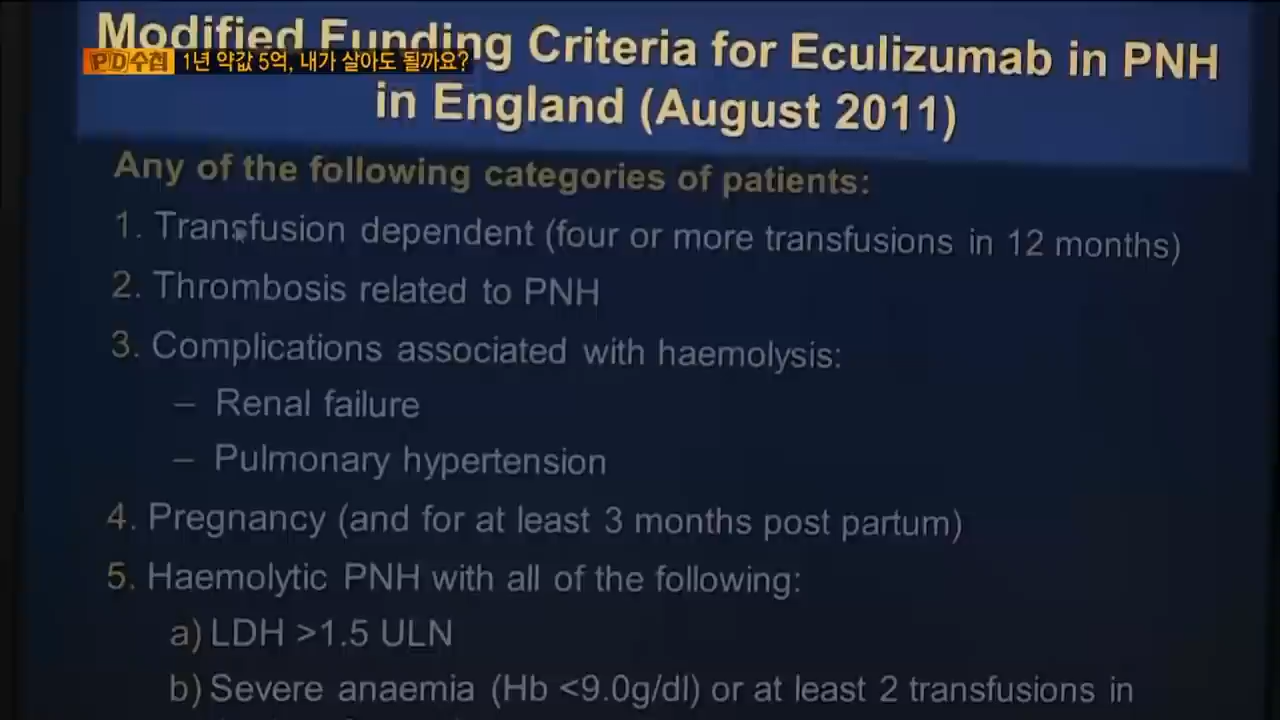 Modified Funding Criteria for Eculizumab in PNH
PD수첩 1년 약값 5억, 내가 살아도 될까요?
in England (August 2011)
Any of the following categories of patients:
1. Transfusion dependent (four or more transfusions in 12 months)
2. Thrombosis related to PNH
3. Complications associated with haemolysis:
– Renal failure
– Pulmonary hypertension
4. Pregnancy (and for at least 3 months post partum)
5. Haemolytic PNH with all of the following:
a) LDH >1.5 ULN
b) Severe anaemia (Hb <9.0g/dl) or at least 2 transfusions in